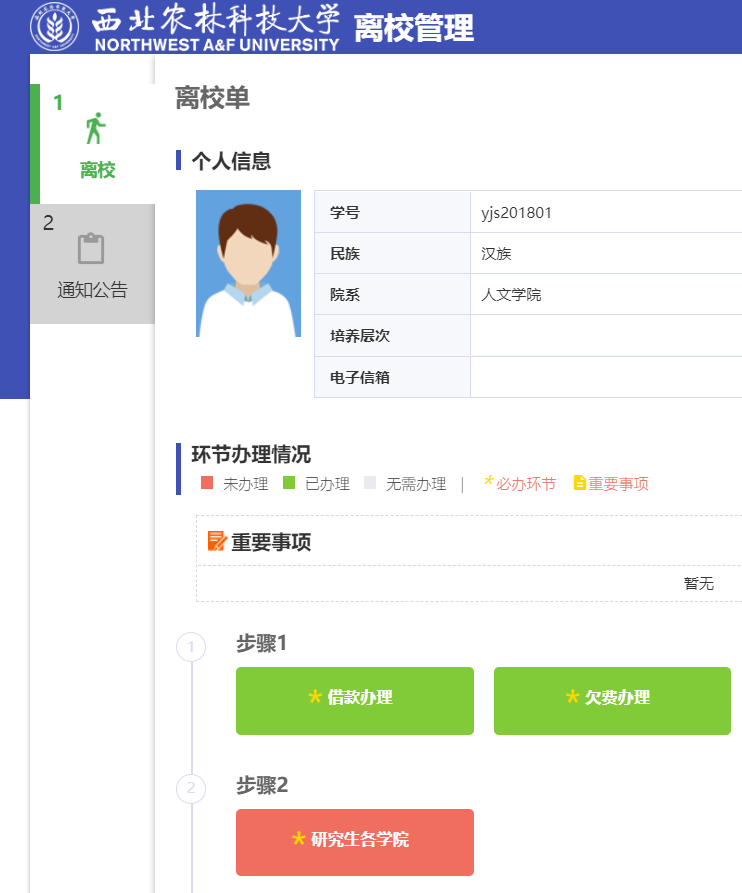 西北农林科技大学 离校管理
NORTHWEST A&F UNIVERSITY
1
离校
2
通知公告
离校单
个人信息
学号 yjs201801
民族 汉族
院系 人文学院
培养层次
电子信箱
环节办理情况
未办理 已办理 无需办理 | *必办环节 重要事项
重要事项
暂无
1 步骤1
* 借款办理 * 欠费办理
2 步骤2
* 研究生各学院